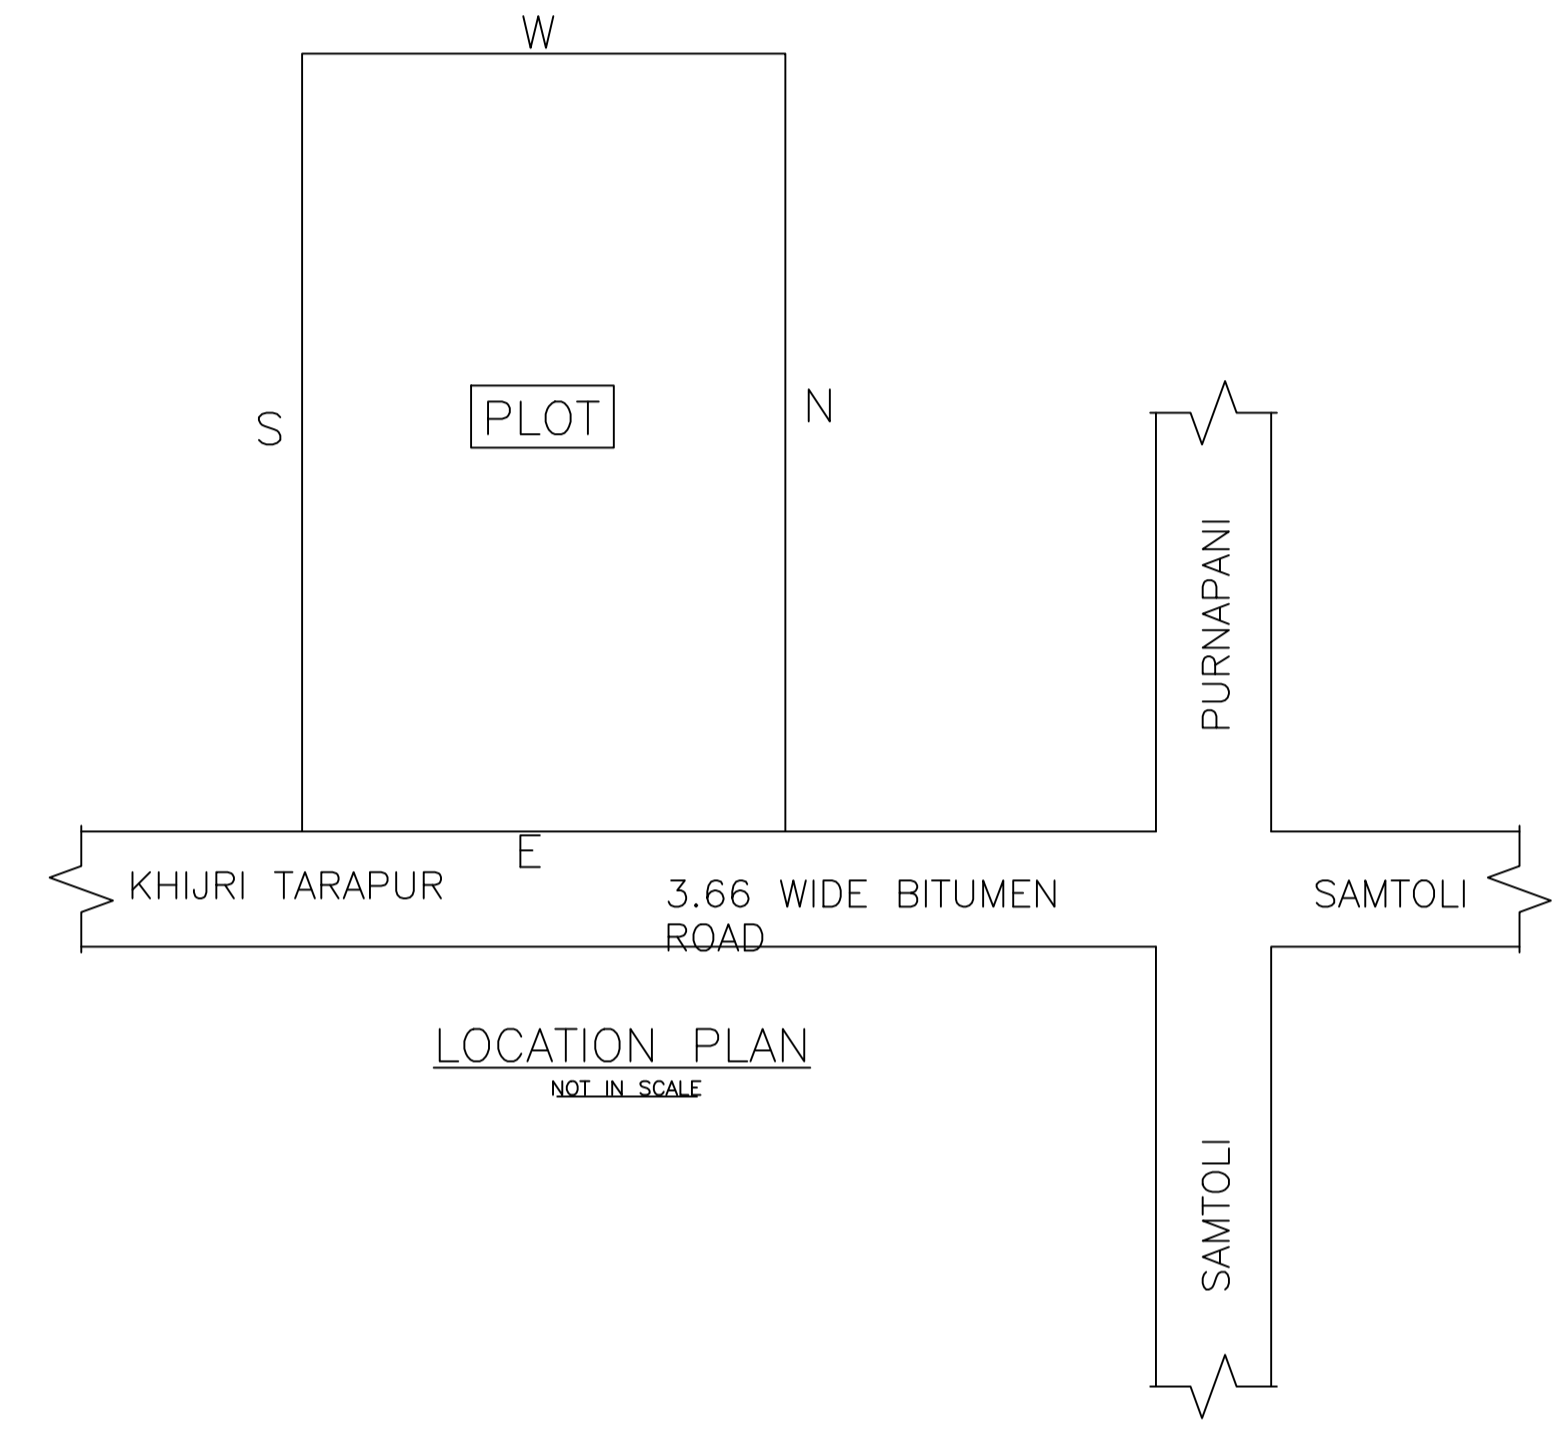 W
S
PLOT
N
PURNAPANI
E
KHIJRI TARAPUR
3.66 WIDE BITUMEN
ROAD
SAMTOLI
LOCATION PLAN
NOT IN SCALE
SAMTOLI